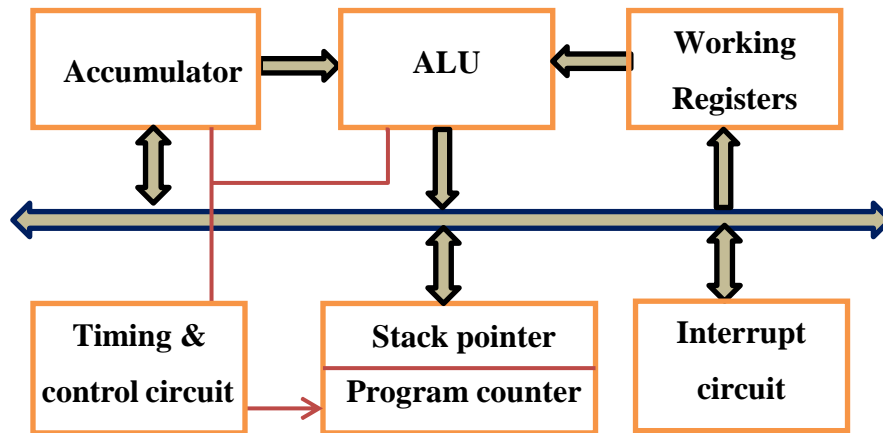 Accumulator
ALU
Working
Registers
Timing &
control circuit
Stack pointer
Program counter
Interrupt
circuit